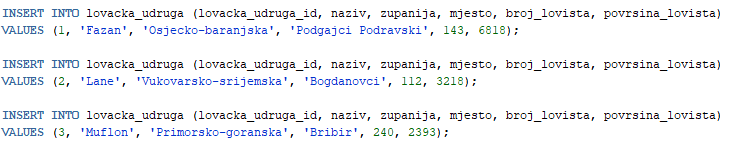 INSERT INTO lovacka_udruga (lovacka_udruga_id, naziv, zupanija, mjesto, broj_lovista, povrsina_lovista)
VALUES (1, 'Fazan', 'Osjecko-baranjska', 'Podgajci Podravski', 143, 6818);
INSERT INTO lovacka_udruga (lovacka_udruga_id, naziv, zupanija, mjesto, broj_lovista, povrsina_lovista)
VALUES (2, 'Lane', 'Vukovarsko-srijemska', 'Bogdanovci', 112, 3218);
INSERT INTO lovacka_udruga (lovacka_udruga_id, naziv, zupanija, mjesto, broj_lovista, povrsina_lovista)
VALUES (3, 'Muflon', 'Primorsko-goranska', 'Bribir', 240, 2393);